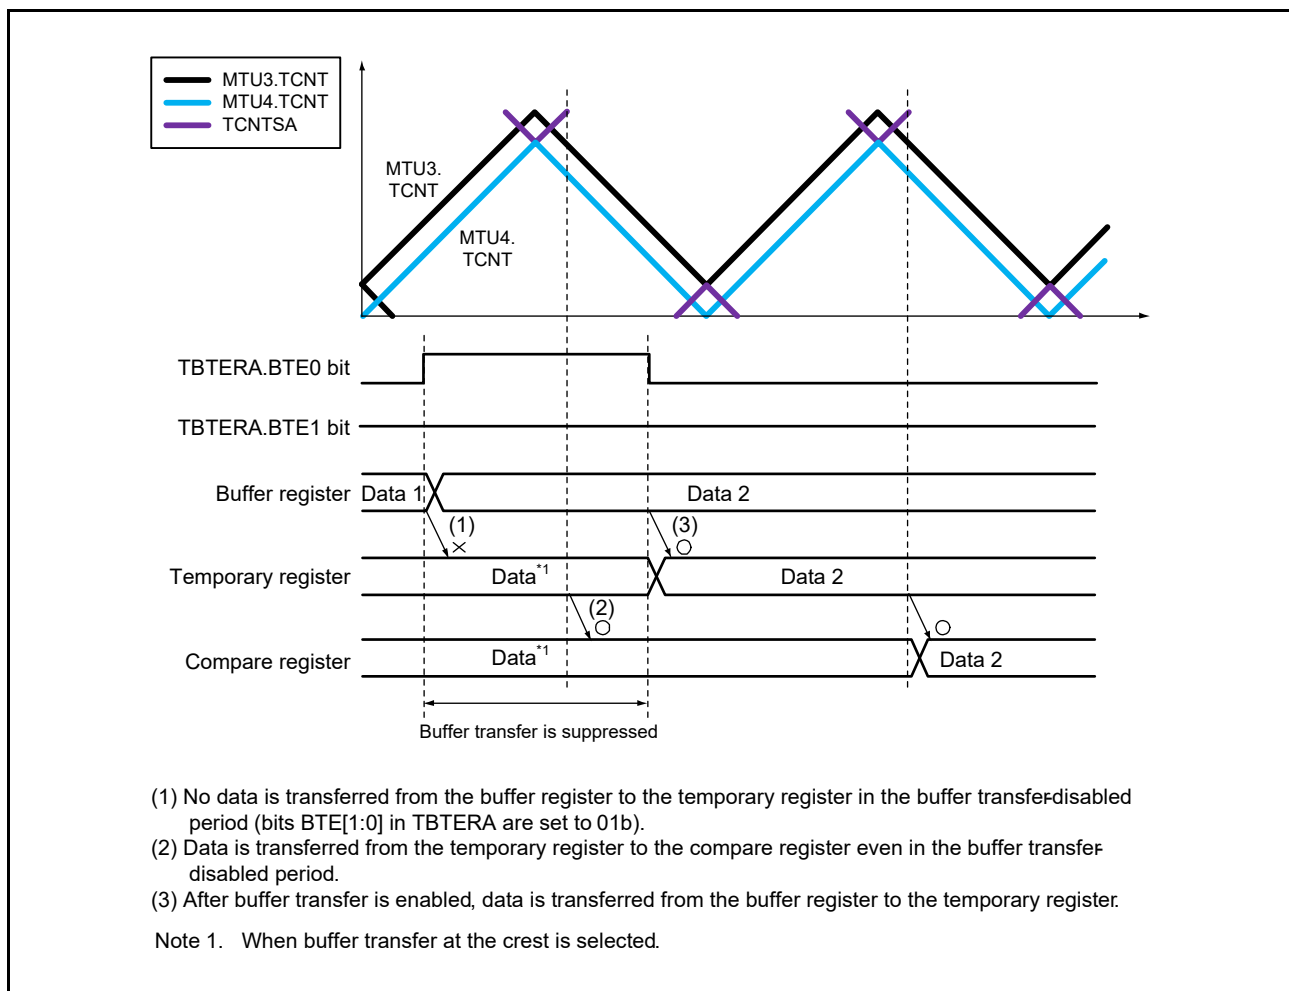 MTU3.TCNT
MTU4.TCNT
TCNTSA
MTU3.
TCNT
MTU4.
TCNT
TBTERA.BTE0 bit
TBTERA.BTE1 bit
Buffer register
Data 1
Data 2
(1)
(3)
Temporary register
Data*1
Data 2
(2)
Compare register
Data*1
Data 2
Buffer transfer is suppressed
(1) No data is transferred from the buffer register to the temporary register in the buffer transfer-disabled
period (bits BTE[1:0] in TBTERA are set to 01b).
(2) Data is transferred from the temporary register to the compare register even in the buffer transfer-
disabled period.
(3) After buffer transfer is enabled, data is transferred from the buffer register to the temporary register.
Note 1. When buffer transfer at the crest is selected.